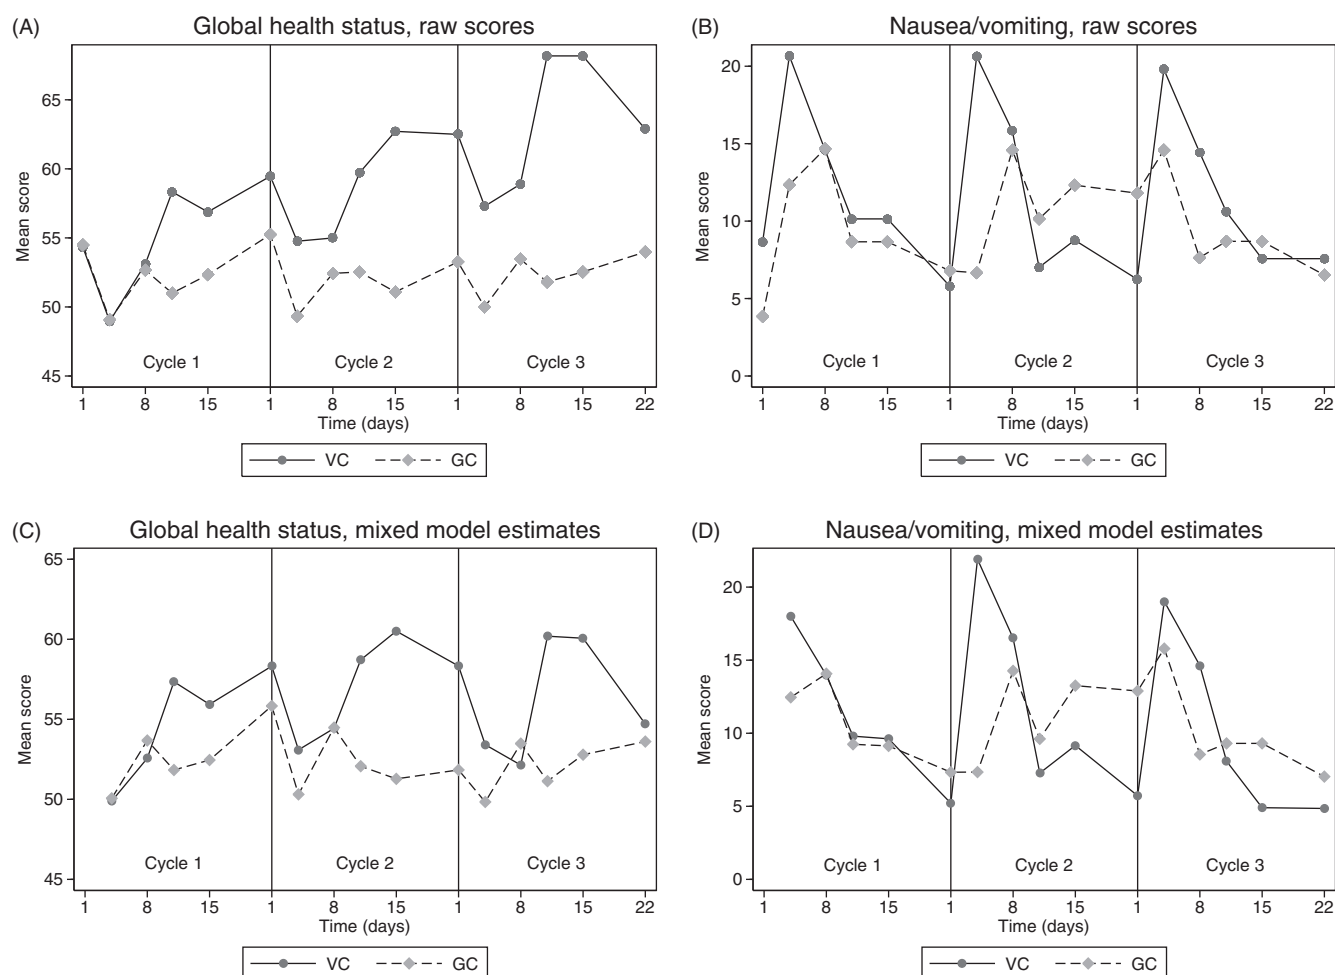 (A) Global health status, raw scores
Mean score
65
60
55
50
45
Cycle 1 Cycle 2 Cycle 3
1 8 15 1 8 15 1 8 15 22
Time (days)
VC GC
(B) Nausea/vomiting, raw scores
Mean score
20
15
10
5
0
Cycle 1 Cycle 2 Cycle 3
1 8 15 1 8 15 1 8 15 22
Time (days)
VC GC
(C) Global health status, mixed model estimates
Mean score
65
60
55
50
45
Cycle 1 Cycle 2 Cycle 3
1 8 15 1 8 15 1 8 15 22
Time (days)
VC GC
(D) Nausea/vomiting, mixed model estimates
Mean score
20
15
10
5
0
Cycle 1 Cycle 2 Cycle 3
1 8 15 1 8 15 1 8 15 22
Time (days)
VC GC